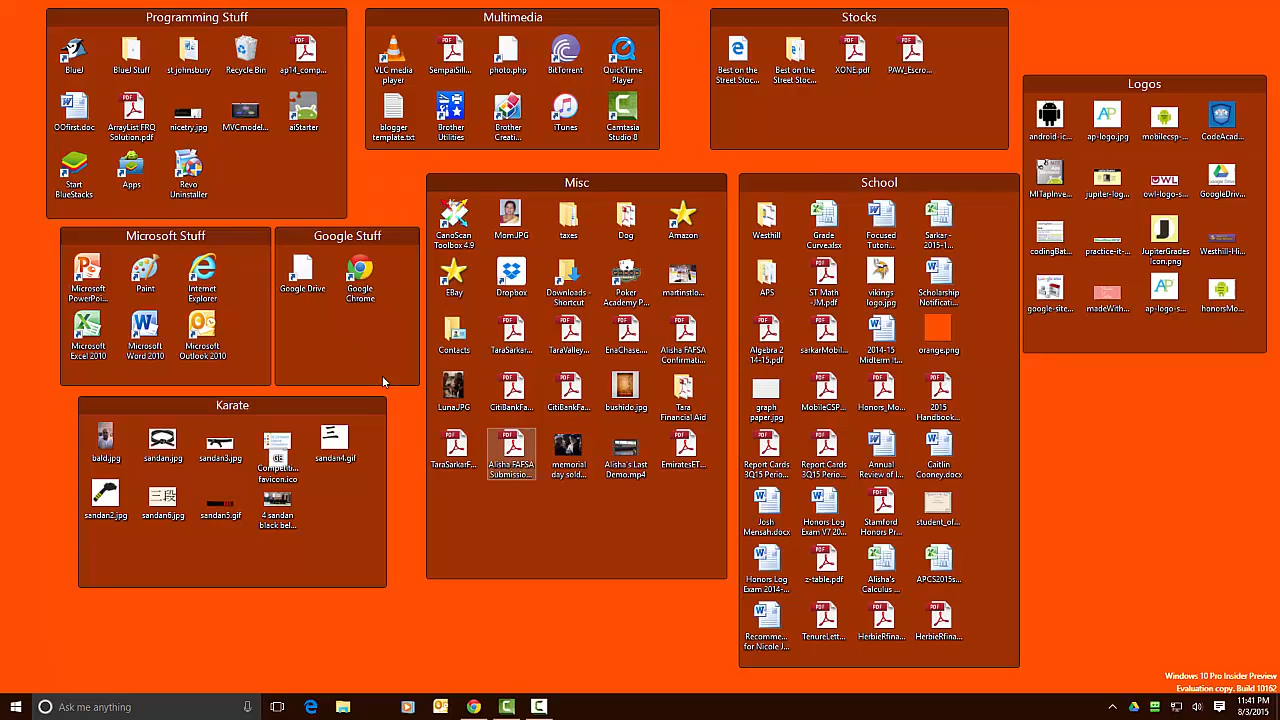 Programming Stuff
BlueJ
BlueJ Stuff
st johnsbury
Recycle Bin
ap14_comp...
OOfirst.doc
ArrayList FRQ
Solution.pdf
nicetry.jpg
MVCmodel...
aiStarter
Start
BlueStacks
Apps
Revo
Uninstaller
Multimedia
VLC media
player
SempaiSill...
photo.php
BitTorrent
QuickTime
Player
blogger
template.txt
Brother
Utilities
Brother
Creati...
iTunes
Camtasia
Studio 8
Stocks
Best on the
Street Stoc...
Best on the
Street Stoc...
XONE.pdf
PAW_Escro...
Logos
android-ic...
ap-logo.jpg
mobilecsp-...
CodeAcad...
MITapInve...
jupiter-log...
owl-logo-s...
GoogleDriv...
codingBat...
practice-it-...
JupiterGrades
Icon.png
Westhill-Hi...
google-site...
madeWith...
ap-logo-s...
honorsMo...
Microsoft Stuff
Microsoft
PowerPoi...
Paint
Internet
Explorer
Microsoft
Excel 2010
Microsoft
Word 2010
Microsoft
Outlook 2010
Google Stuff
Google Drive
Google
Chrome
Misc
CanoScan
Toolbox 4.9
Mom.JPG
taxes
Dog
Amazon
EBay
Dropbox
Downloads -
Shortcut
Poker
Academy P...
martinslo...
Contacts
TaraSarkar...
TaraValley...
EnaChase...
Alisha FAFSA
Confirmati...
Luna.JPG
CitiBankFa...
CitiBankFa...
bushido.jpg
Tara
Financial Aid
TaraSarkarF...
Alisha FAFSA
Submissio...
memorial
day sold...
Alisha's Last
Demo.mp4
EmiratesET...
School
Westhill
Grade
Curve.xlsx
Focused
Tutori...
Sarkar -
2015-1...
APS
ST Math
-JM.pdf
vikings
logo.jpg
Scholarship
Notificati...
Algebra 2
14-15.pdf
sarkarMobil...
2014-15
Midterm It...
orange.png
graph
paper.jpg
MobileCSP...
Honors_Mo...
2015
Handbook...
Report Cards
3Q15 Perio...
Report Cards
3Q15 Perio...
Annual
Review of I...
Caitlin
Cooney.docx
Josh
Mensah.docx
Honors Log
Exam V7 20...
Stamford
Honors Pr...
student_of...
Honors Log
Exam 2014-...
z-table.pdf
Alisha's
Calculus ...
APCS2015s...
Recomme...
for Nicole J...
TenureLett...
HerbieRfina...
HerbieRfina...
Karate
bald.jpg
sandan.jpg
sandan3.jpg
GE
Competiti...
favicon.ico
三
sandan4.gif
sandan2.jpg
三段
sandan6.jpg
sandan5.gif
4 sandan
black bel...
Windows 10 Pro Insider Preview
Evaluation copy. Build 10162
Ask me anything
11:41 PM
8/3/2015